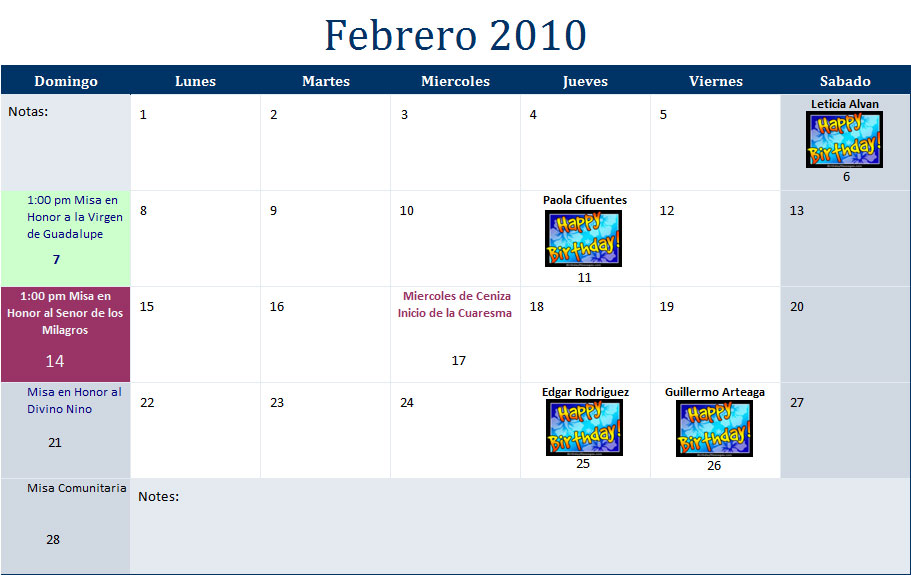 Febrero 2010
Domingo
Lunes
Martes
Miercoles
Jueves
Viernes
Sabado
Notas:
1
2
3
4
5
Leticia Alvan
Happy
Birthday!
6
1:00 pm Misa en
Honor a la Virgen
de Guadalupe
7
8
9
10
Paola Cifuentes
Happy
Birthday!
11
12
13
1:00 pm Misa en
Honor al Senor de los
Milagros
14
15
16
Miercoles de Ceniza
Inicio de la Cuaresma
17
18
19
20
Misa en Honor al
Divino Nino
21
22
23
24
Edgar Rodriguez
Happy
Birthday!
25
Guillermo Arteaga
Happy
Birthday!
26
27
Misa Comunitaria
28
Notes: